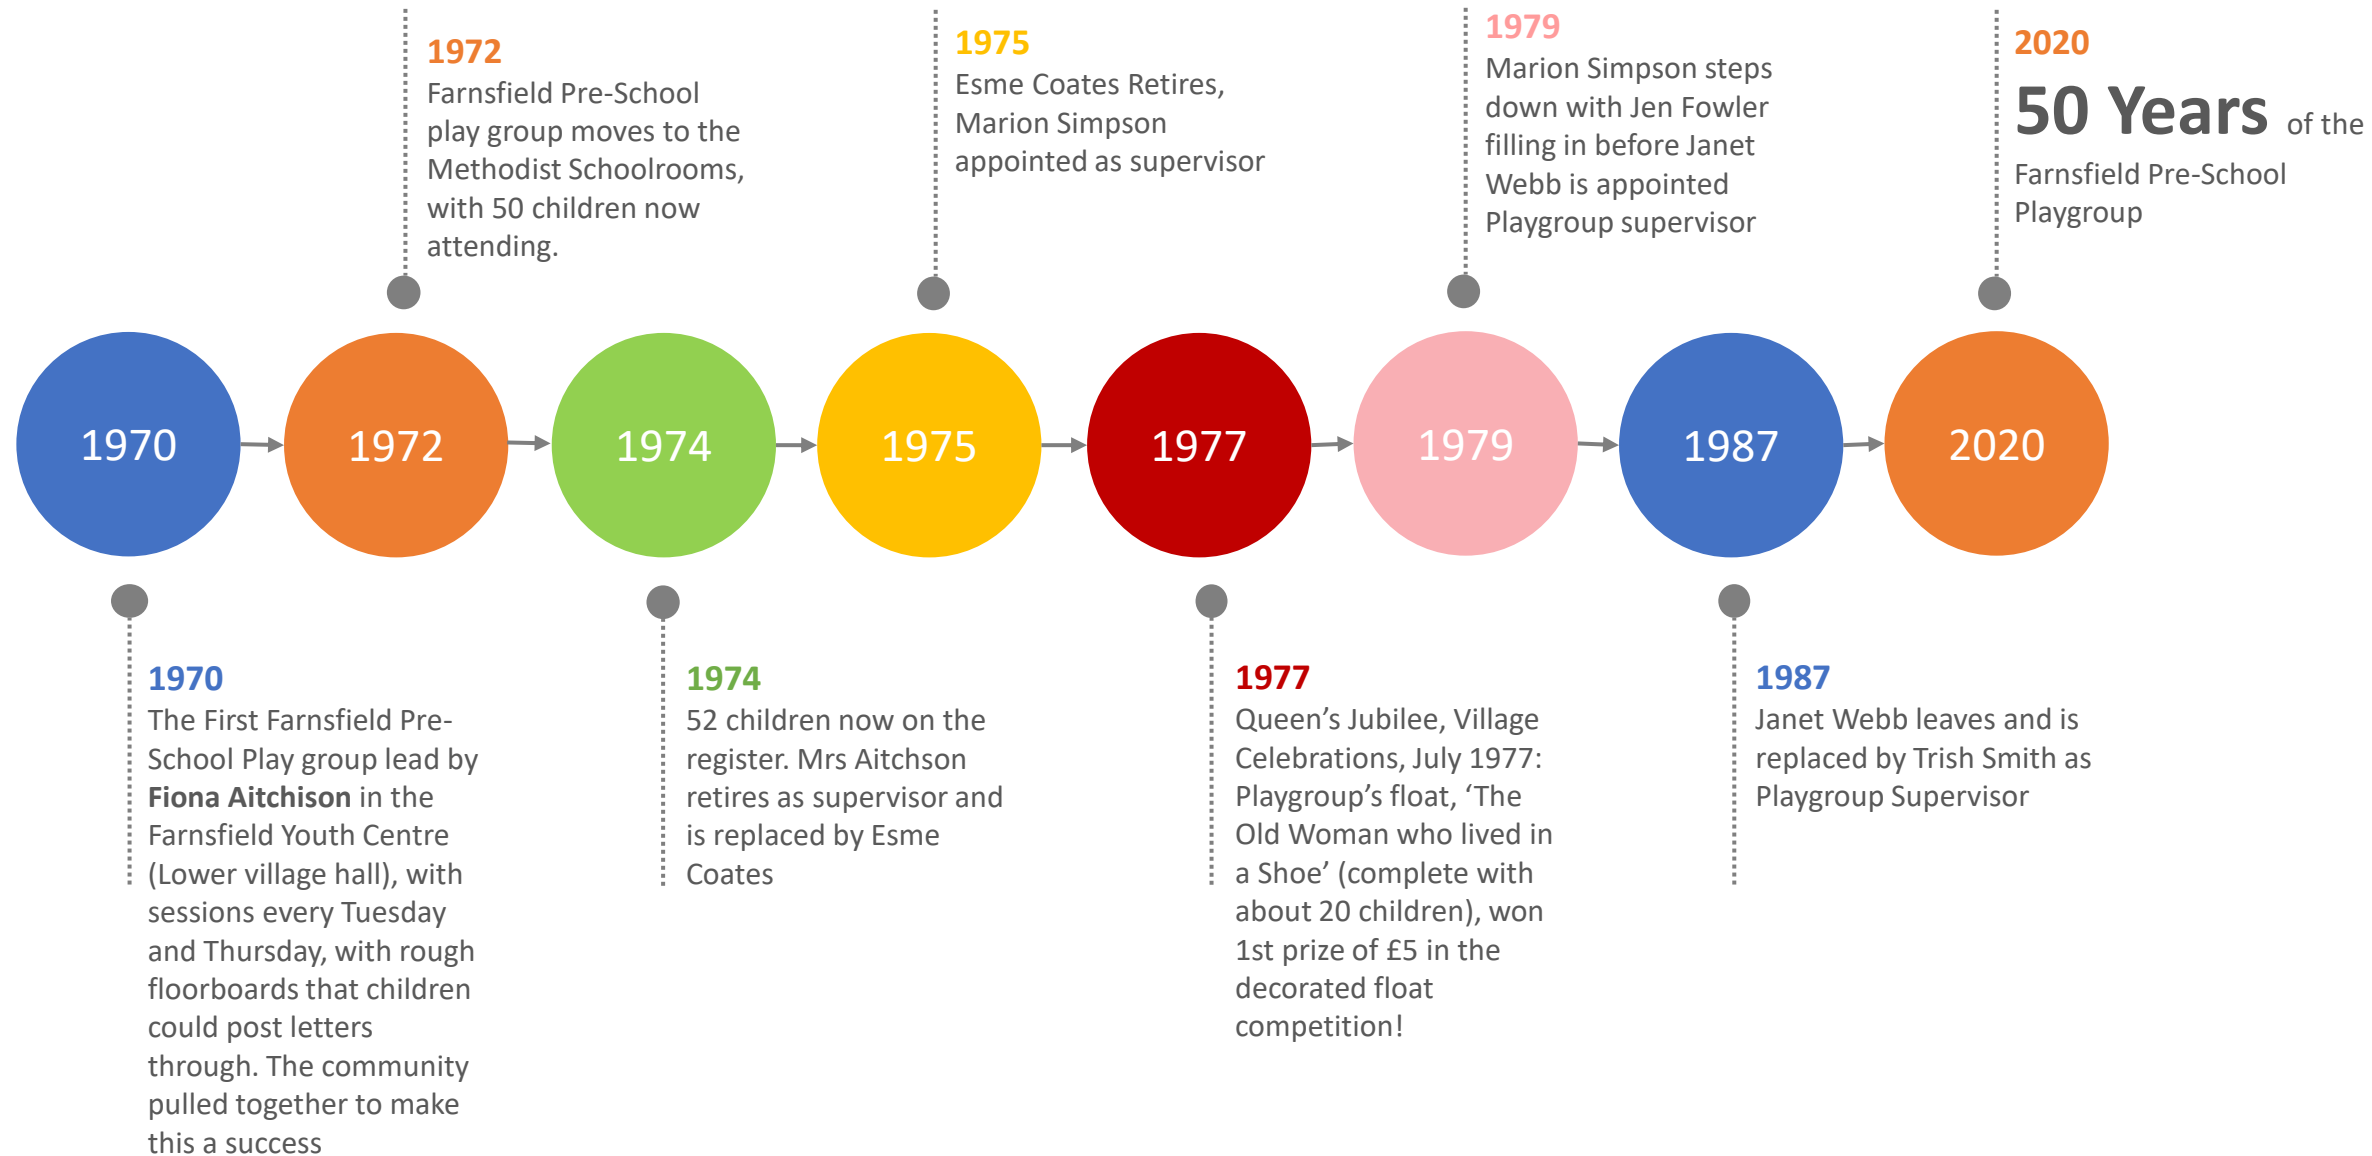 1972
Farnsfield Pre-School
play group moves to the
Methodist Schoolrooms,
with 50 children now
attending.
1975
Esme Coates Retires,
Marion Simpson
appointed as supervisor
1979
Marion Simpson steps
down with Jen Fowler
filling in before Janet
Webb is appointed
Playgroup supervisor
2020
50 Years of the
Farnsfield Pre-School
Playgroup
1970
1972
1974
1975
1977
1979
1987
2020
1970
The First Farnsfield Pre-
School Play group lead by
Fiona Aitchison in the
Farnsfield Youth Centre
(Lower village hall), with
sessions every Tuesday
and Thursday, with rough
floorboards that children
could post letters
through. The community
pulled together to make
this a success
1974
52 children now on the
register. Mrs Aitchson
retires as supervisor and
is replaced by Esme
Coates
1977
Queen’s Jubilee, Village
Celebrations, July 1977:
Playgroup’s float, ‘The
Old Woman who lived in
a Shoe’ (complete with
about 20 children), won
1st prize of £5 in the
decorated float
competition!
1987
Janet Webb leaves and is
replaced by Trish Smith as
Playgroup Supervisor